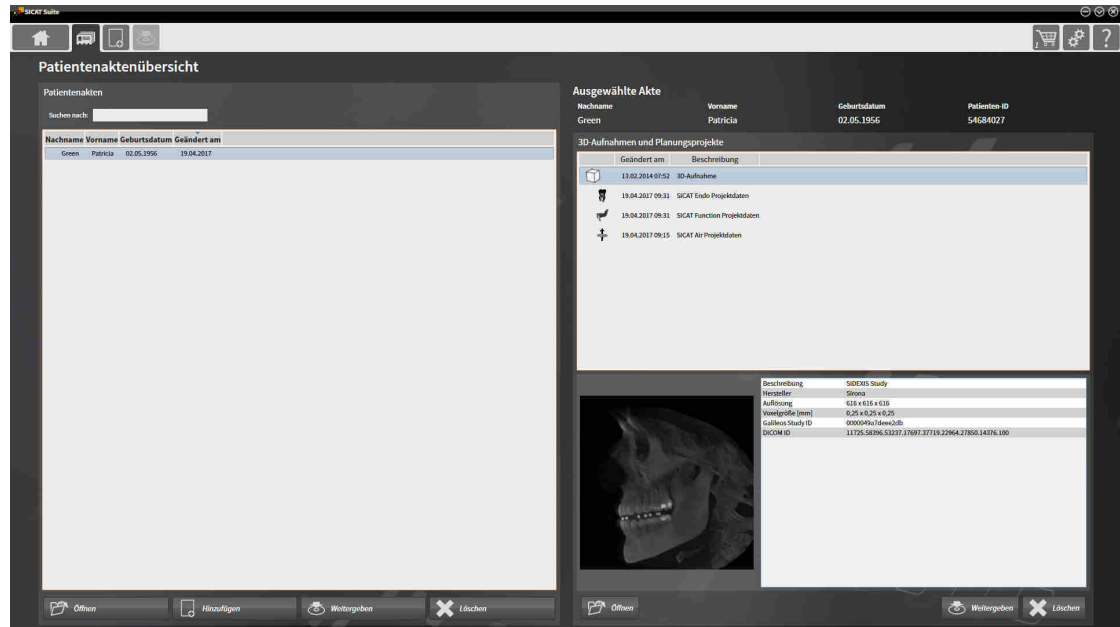 SICAT Suite
Patientenaktenübersicht
Patientenakten
Suchen nach:
Nachname Vorname Geburtsdatum Geändert am
Green Patricia 02.05.1956 19.04.2017
Öffnen
Hinzufügen
Weitergeben
Löschen
Ausgewählte Akte
Nachname Vorname Geburtsdatum Patienten-ID
Green Patricia 02.05.1956 54684027
3D-Aufnahmen und Planungsprojekte
Geändert am Beschreibung
13.02.2014 07:52 3D-Aufnahme
19.04.2017 09:31 SICAT Endo Projektdaten
19.04.2017 09:31 SICAT Function Projektdaten
19.04.2017 09:15 SICAT Air Projektdaten
Beschreibung SIDEXIS Study
Hersteller Sirona
Auflösung 616 x 616 x 616
Voxelgröße [mm] 0,25 x 0,25 x 0,25
Galileos Study ID 0000049a7deee2db
DICOM ID 11725.58396.53237.17697.37719.22964.27850.14376.100
Öffnen
Weitergeben
Löschen